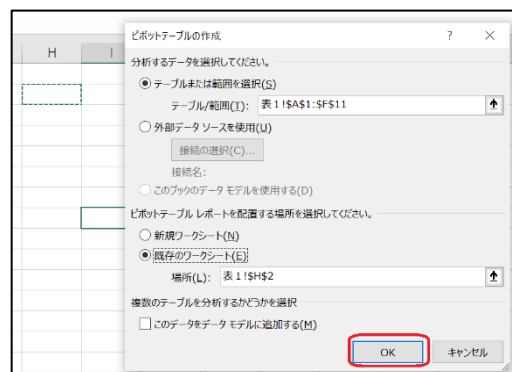 ピボットテーブルの作成 ? ×
H I
分析するデータを選択してください。
テーブルまたは範囲を選択(S)
テーブル/範囲(T): 表1!$A$1:$F$11
外部データ ソースを使用(U)
接続の選択(C)...
接続名:
このブックのデータ モデルを使用する(D)
ピボットテーブル レポートを配置する場所を選択してください。
新規ワークシート(N)
既存のワークシート(E)
場所(L): 表1!$H$2
複数のテーブルを分析するかどうかを選択
このデータをデータ モデルに追加する(M)
OK キャンセル